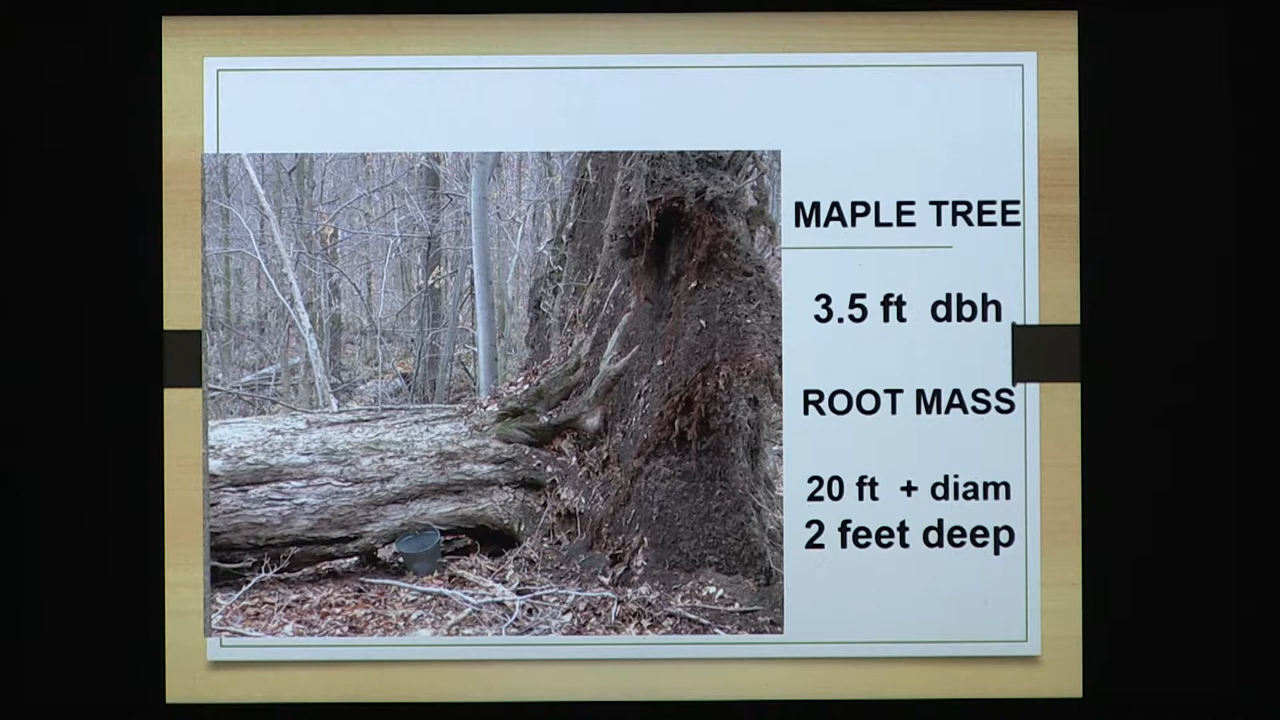 MAPLE TREE
3.5 ft dbh
ROOT MASS
20 ft + diam
2 feet deep